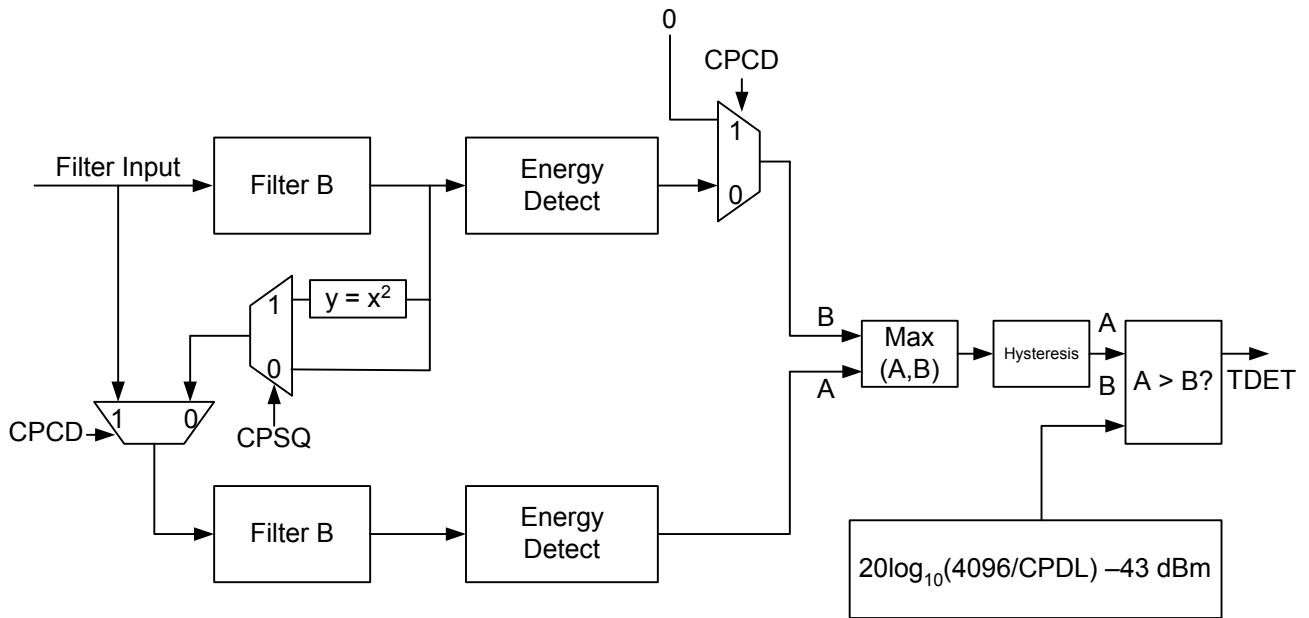 0
CPCD
1
0
Filter Input
Filter B
Energy
Detect
y = x²
1
0
CPSQ
1
0
CPCD
Filter B
Energy
Detect
B
A
Max
(A,B)
Hysteresis
A
B
A > B?
TDET
20log₁₀(4096/CPDL) –43 dBm